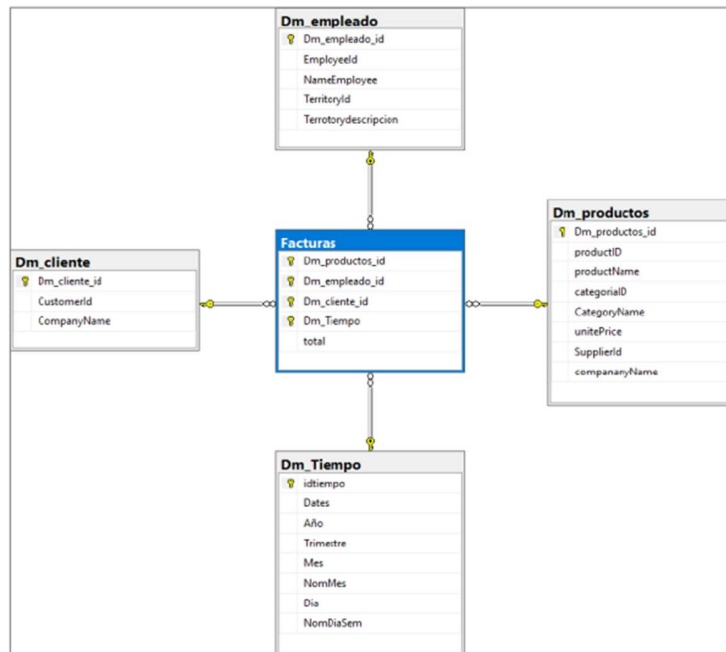 Dm_empleado
Dm_empleado_id
EmployeeId
NameEmployee
TerritoryId
Terrotorydescripcion
Facturas
Dm_productos_id
Dm_empleado_id
Dm_cliente_id
Dm_Tiempo
total
Dm_cliente
Dm_cliente_id
CustomerId
CompanyName
Dm_productos
Dm_productos_id
productID
productName
categoriaID
CategoryName
unitePrice
SupplierId
compananyName
Dm_Tiempo
idtiempo
Dates
Año
Trimestre
Mes
NomMes
Dia
NomDiaSem